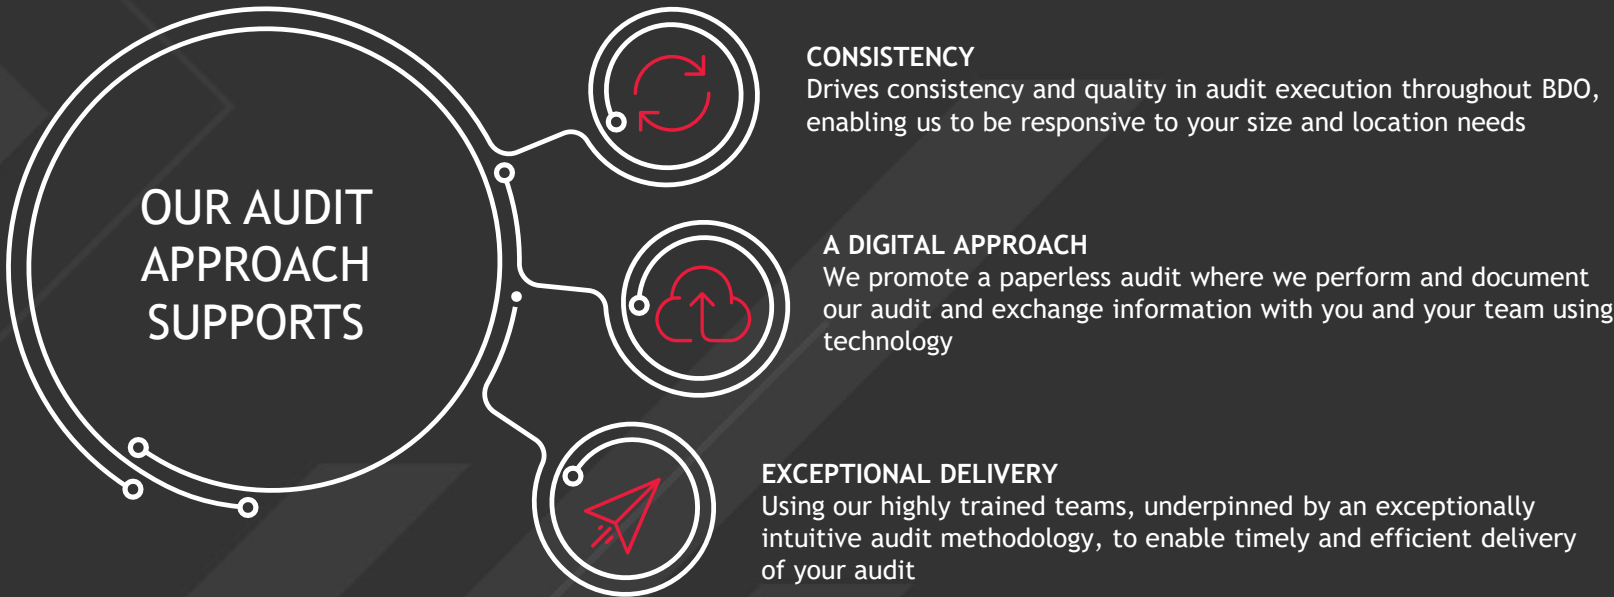 OUR AUDIT
APPROACH
SUPPORTS
CONSISTENCY
Drives consistency and quality in audit execution throughout BDO,
enabling us to be responsive to your size and location needs
A DIGITAL APPROACH
We promote a paperless audit where we perform and document
our audit and exchange information with you and your team using
technology
EXCEPTIONAL DELIVERY
Using our highly trained teams, underpinned by an exceptionally
intuitive audit methodology, to enable timely and efficient delivery
of your audit